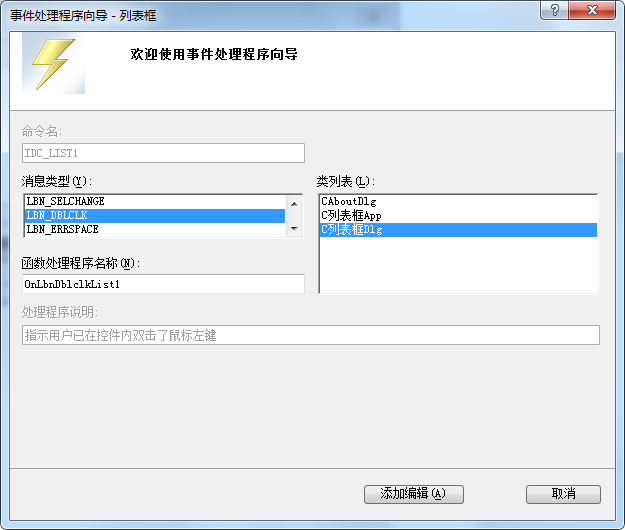 事件处理程序向导 - 列表框
欢迎使用事件处理程序向导
命令名:
IDC_LIST1
消息类型(Y):
类列表(L):
LBN_SELCHANGE
LBN_DBLCLK
LBN_ERRSPACE
CAboutDlg
C列表框App
C列表框Dlg
函数处理程序名称(N):
OnLbnDblclkList1
处理程序说明:
指示用户已在控件内双击了鼠标左键
添加编辑(A)
取消